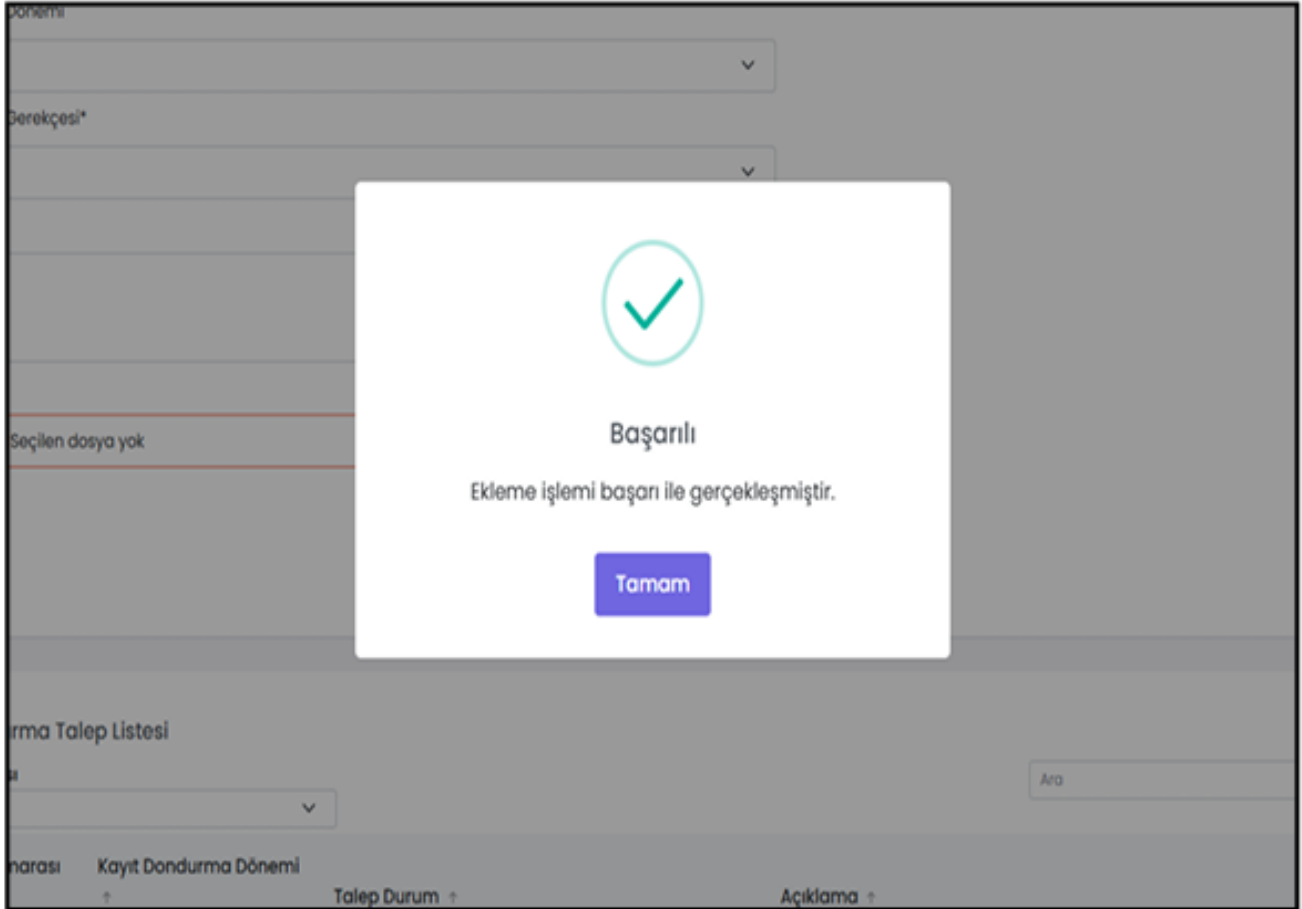 Dönemi
Gerekçesi*
Başarılı
Seçilen dosya yok
Ekleme işlemi başarı ile gerçekleşmiştir.
Tamam
rma Talep Listesi
sı
Ara
narası Kayıt Dondurma Dönemi
Talep Durum Açıklama